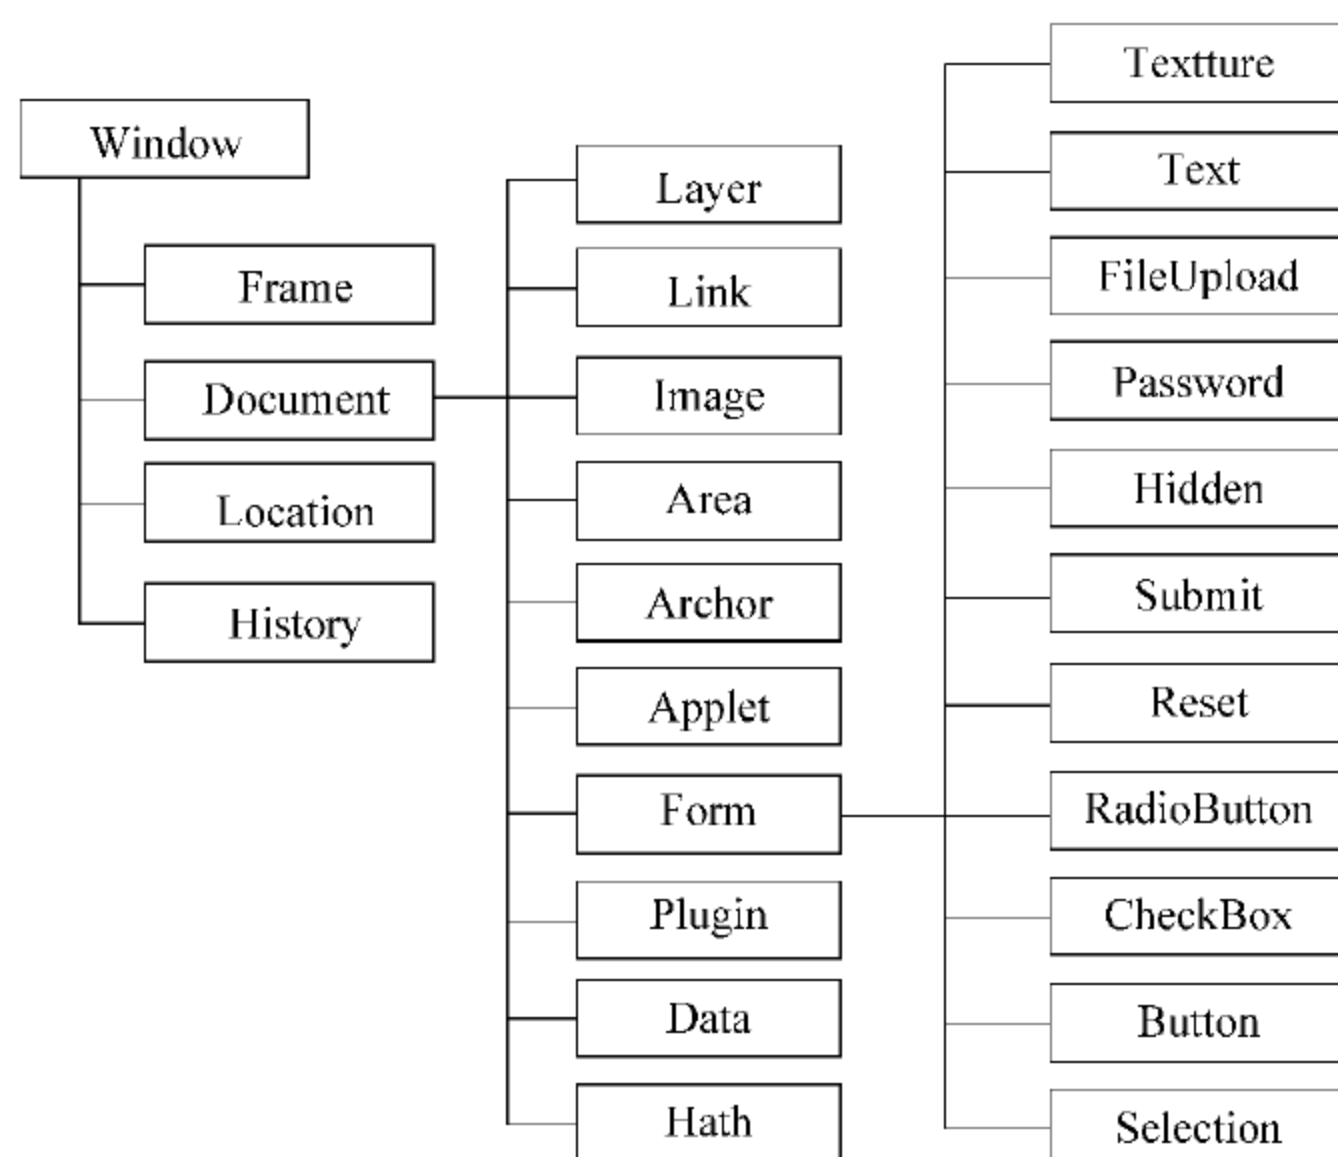 Window
Frame
Document
Location
History
Layer
Link
Image
Area
Archor
Applet
Form
Plugin
Data
Hath
Textture
Text
FileUpload
Password
Hidden
Submit
Reset
RadioButton
CheckBox
Button
Selection